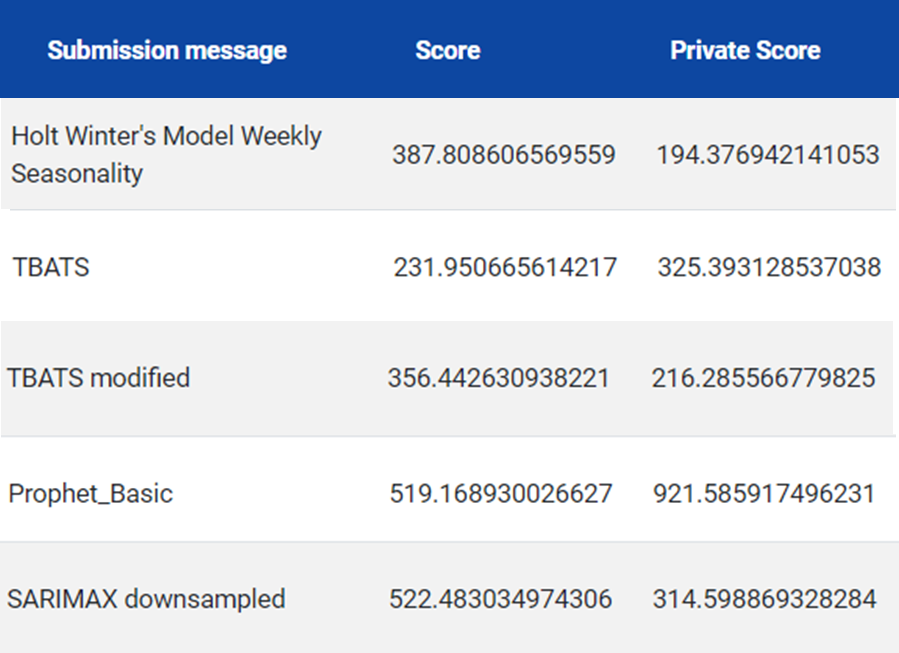 Submission message Score Private Score
Holt Winter's Model Weekly
Seasonality 387.808606569559 194.376942141053
TBATS 231.950665614217 325.393128537038
TBATS modified 356.442630938221 216.285566779825
Prophet_Basic 519.168930026627 921.585917496231
SARIMAX downsampled 522.483034974306 314.598869328284